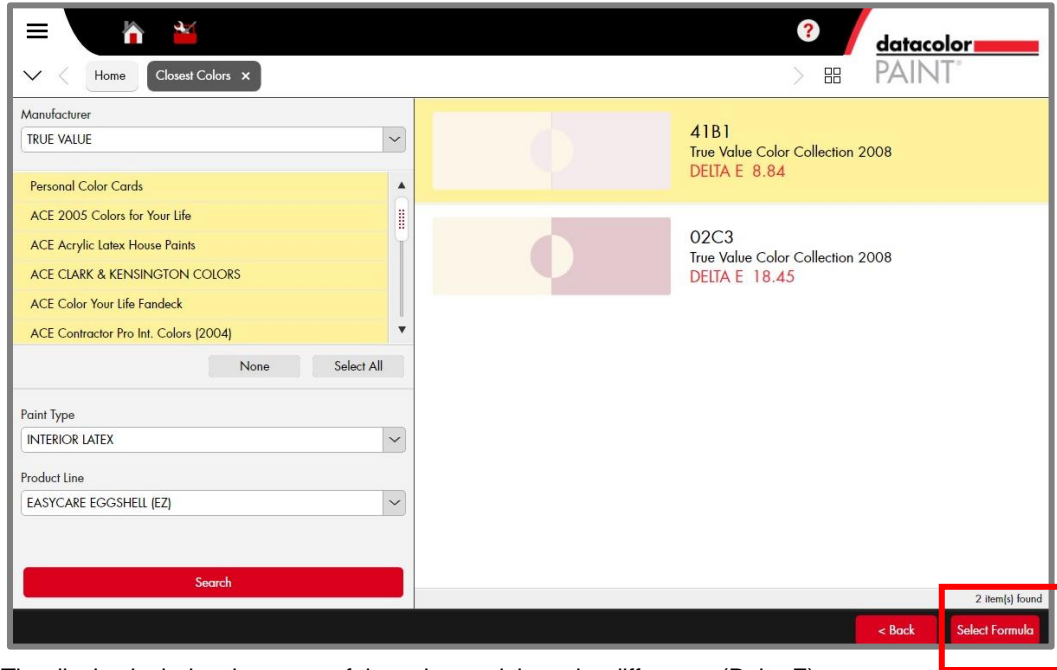 datacolor
PAINT
Home
Closest Colors ×
Manufacturer
TRUE VALUE
Personal Color Cards
ACE 2005 Colors for Your Life
ACE Acrylic Latex House Paints
ACE CLARK & KENSINGTON COLORS
ACE Color Your Life Fandeck
ACE Contractor Pro Int. Colors (2004)
None
Select All
Paint Type
INTERIOR LATEX
Product Line
EASYCARE EGGSHELL (EZ)
Search
41B1
True Value Color Collection 2008
DELTA E 8.84
02C3
True Value Color Collection 2008
DELTA E 18.45
2 item(s) found
< Back
Select Formula